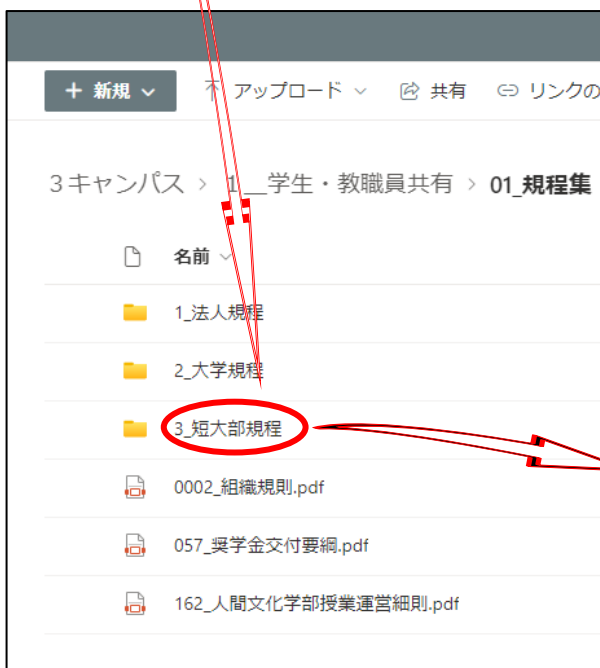 + 新規 アップロード 共有 リンクの
3キャンパス > 1__学生・教職員共有 > 01_規程集
名前
1_法人規程
2_大学規程
3_短大部規程
0002_組織規則.pdf
057_奨学金交付要綱.pdf
162_人間文化学部授業運営細則.pdf